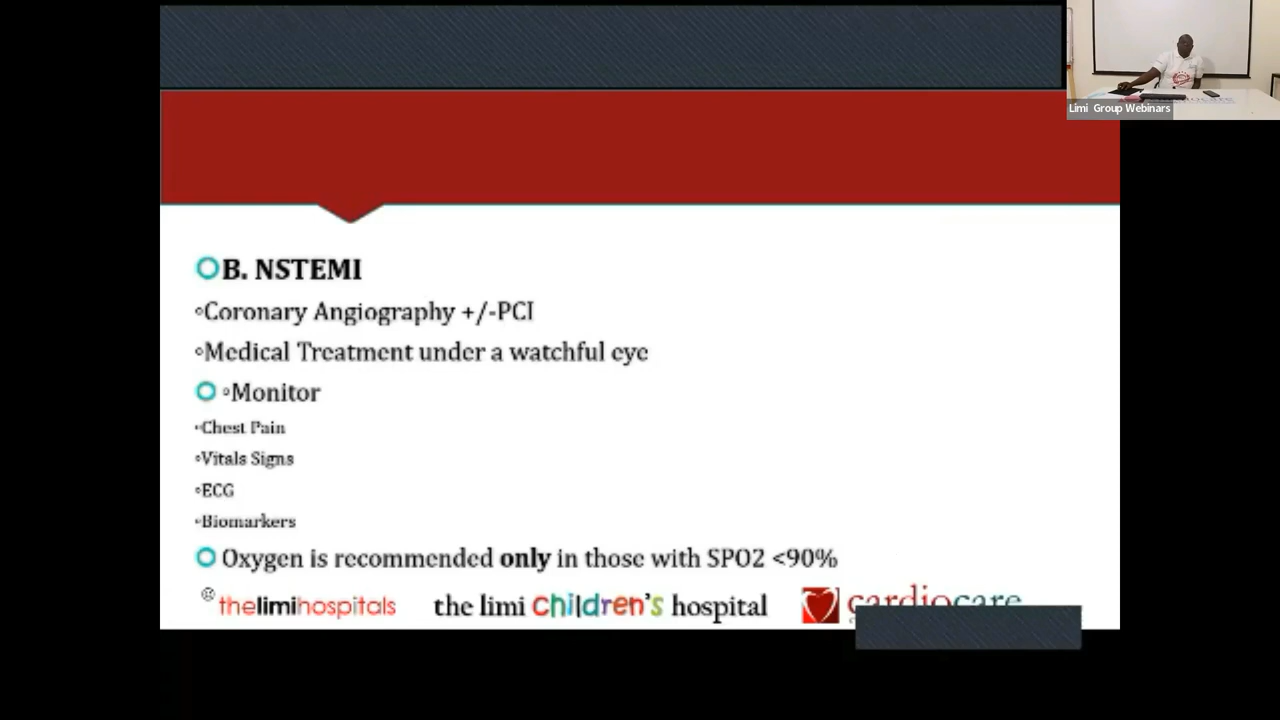 Limi Group Webinars
B. NSTEMI
◦Coronary Angiography +/-PCI
◦Medical Treatment under a watchful eye
◦Monitor
◦Chest Pain
◦Vitals Signs
◦ECG
◦Biomarkers
Oxygen is recommended only in those with SPO2 <90%
thelimihospitals the limi children's hospital cardiocare